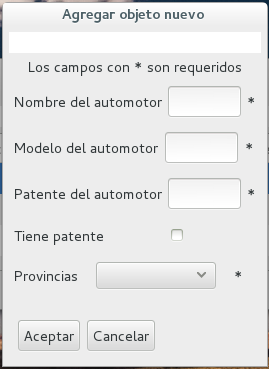 Agregar objeto nuevo
Los campos con * son requeridos
Nombre del automotor *
Modelo del automotor *
Patente del automotor *
Tiene patente
Provincias *
Aceptar Cancelar